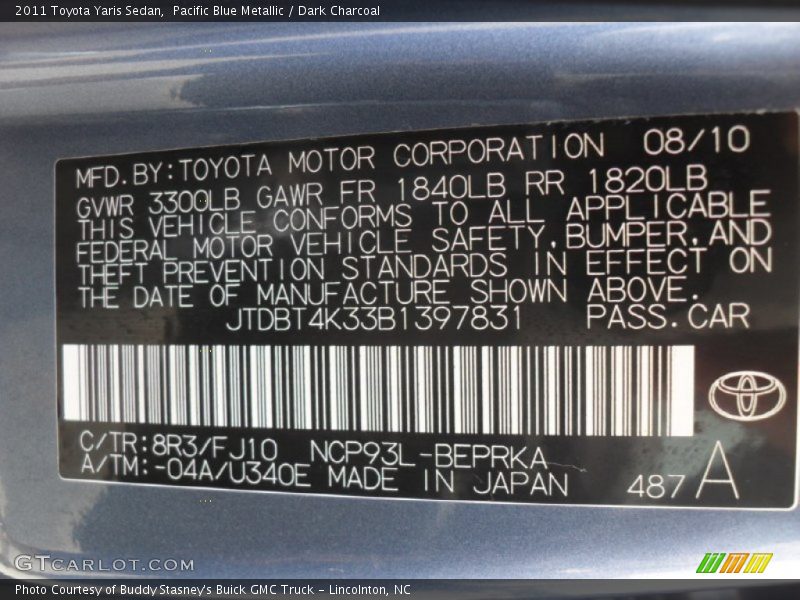 2011 Toyota Yaris Sedan,  Pacific Blue Metallic / Dark Charcoal
MFD.BY:TOYOTA MOTOR CORPORATION 08/10
GVWR 3300LB GAWR FR 1840LB RR 1820LB
THIS VEHICLE CONFORMS TO ALL APPLICABLE
FEDERAL MOTOR VEHICLE SAFETY,BUMPER,AND
THEFT PREVENTION STANDARDS IN EFFECT ON
THE DATE OF MANUFACTURE SHOWN ABOVE.
JTDBT4K33B1397831 PASS.CAR
C/TR:8R3/FJ10 NCP93L-BEPRKA
A/TM:-04A/U340E MADE IN JAPAN 487A
GTCARLOT.COM
Photo Courtesy of Buddy Stasney's Buick GMC Truck - Lincolnton, NC